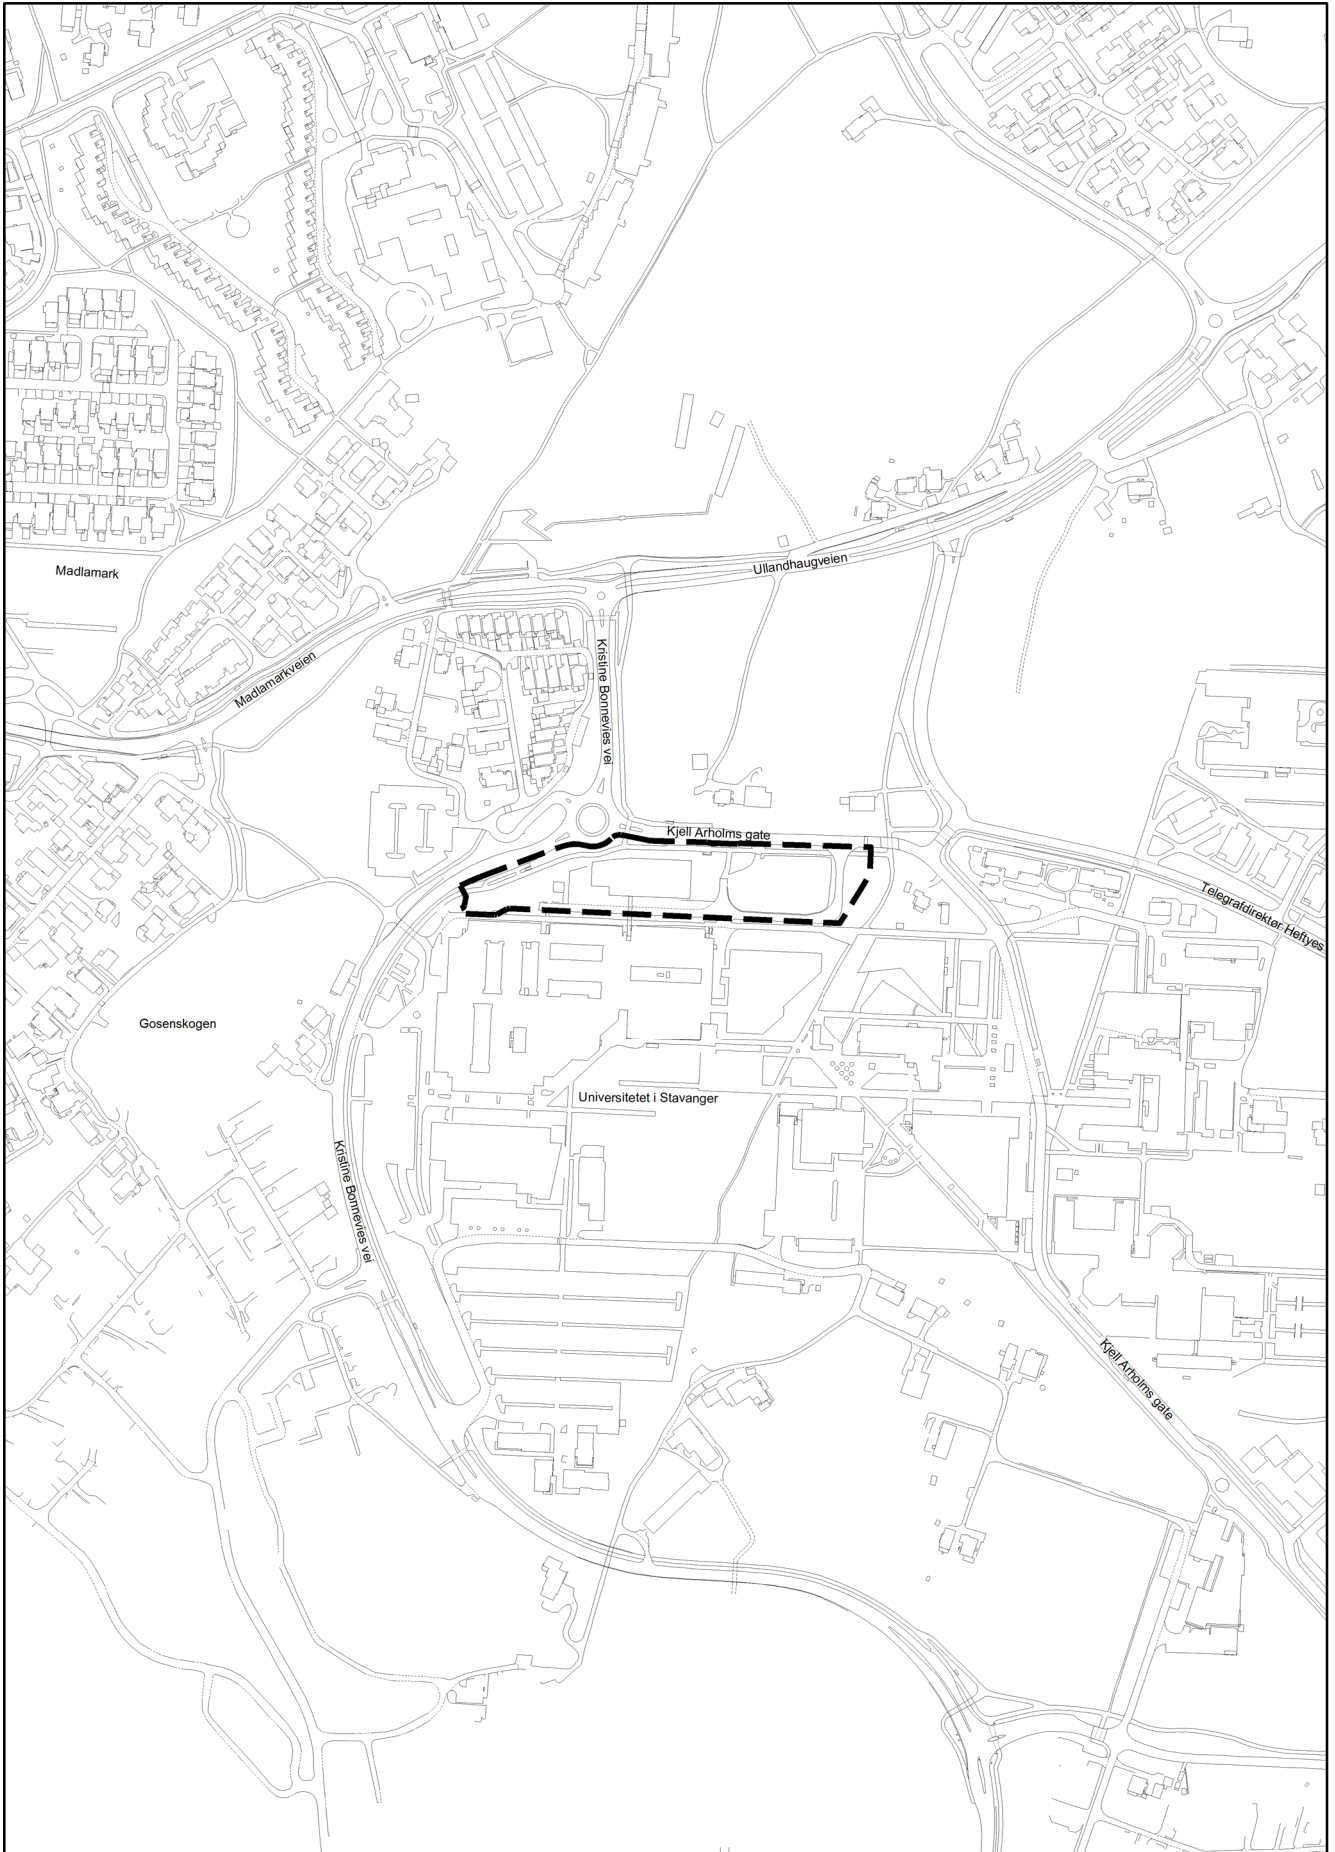 Madlamark
Ullandhaugveien
Madlamarkveien
Kristine Bonnevies vei
Kjell Arholms gate
Telegrafdirektør Heftyes
Gosenskogen
Universitetet i Stavanger
Kristine Bonnevies vei
Kjell Arholms gate